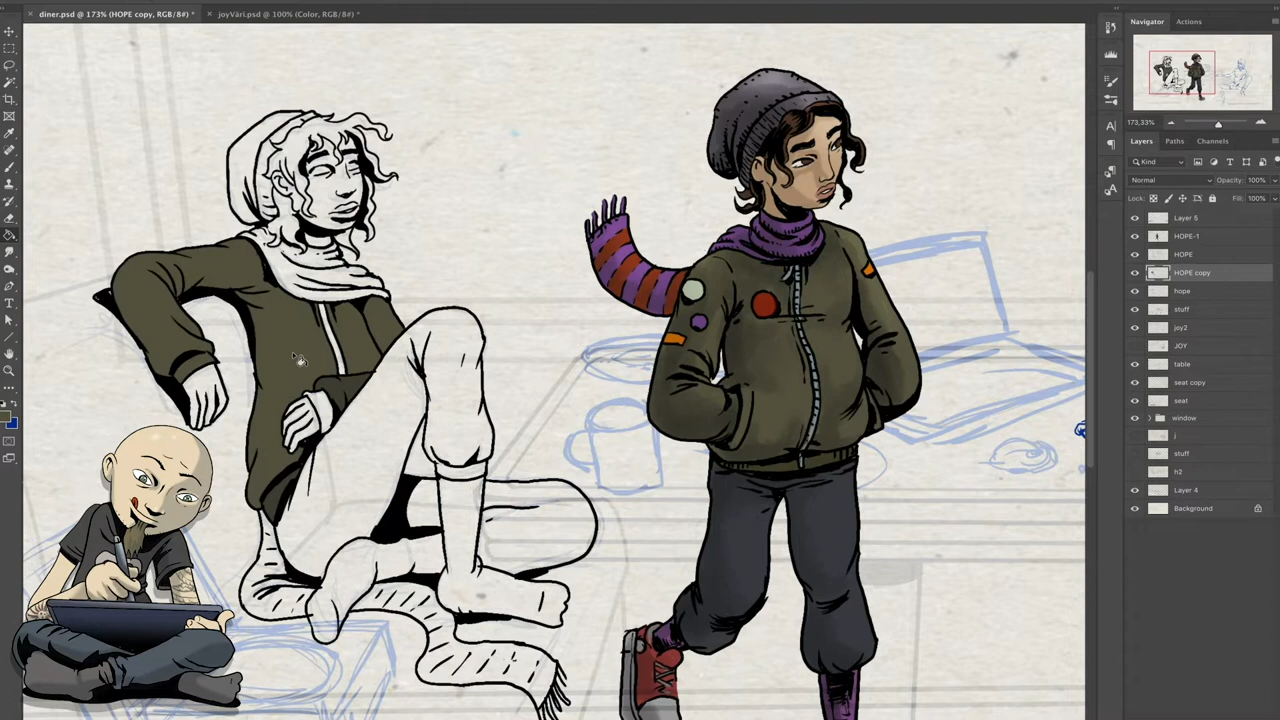 diner.psd @ 173% (HOPE copy, RGB/8#) *
joyVàri.psd @ 100% (Color, RGB/8#) *
Navigator
Actions
173,33%
Layers
Paths
Channels
Kind
Normal
Opacity: 100%
Lock:
Fill: 100%
Layer 5
HOPE-1
HOPE
HOPE copy
hope
stuff
joy2
JOY
table
seat copy
seat
window
j
stuff
h2
Layer 4
Background